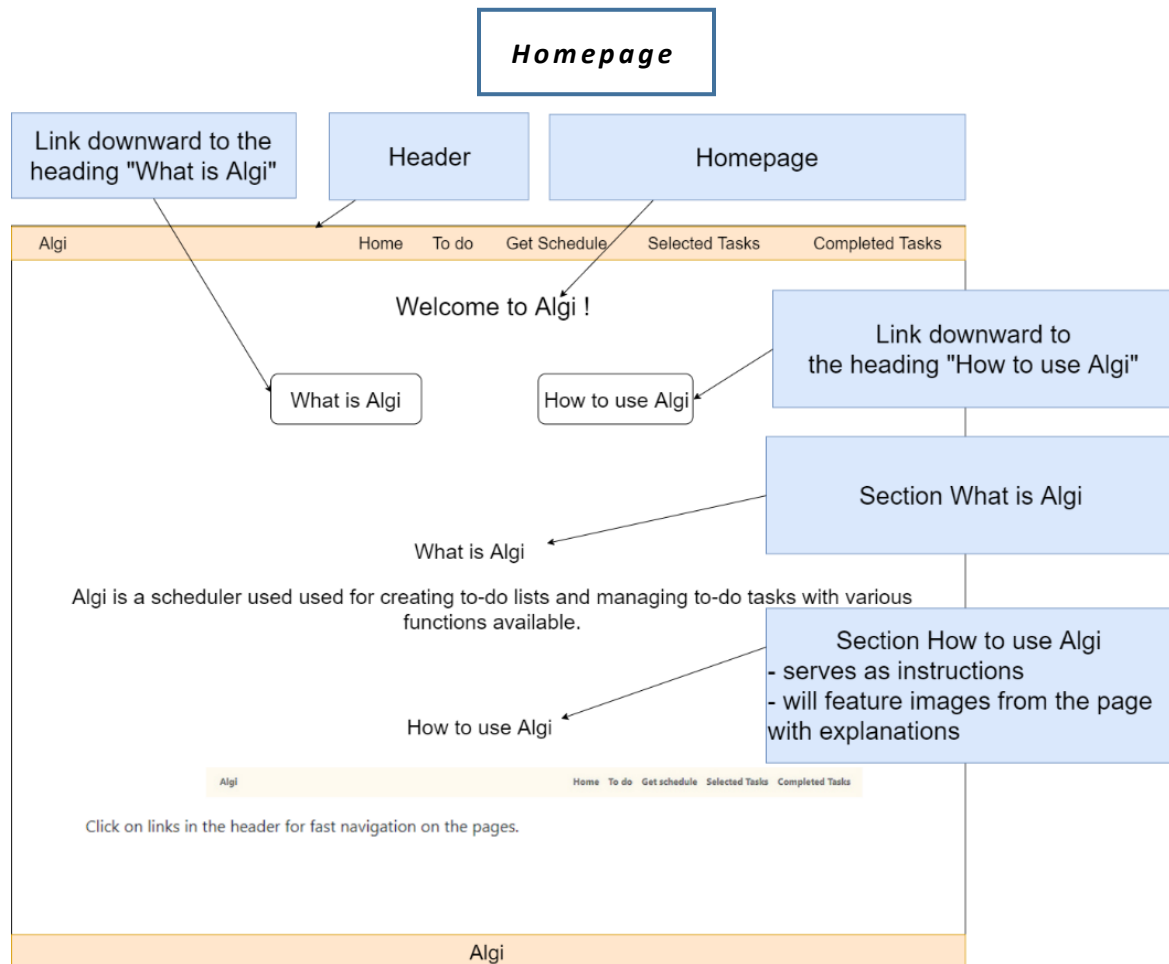 Homepage
Link downward to the
heading "What is Algi"
Header
Homepage
Algi Home To do Get Schedule Selected Tasks Completed Tasks
Welcome to Algi !
Link downward to
the heading "How to use Algi"
What is Algi
How to use Algi
Section What is Algi
What is Algi
Algi is a scheduler used used for creating to-do lists and managing to-do tasks with various
functions available.
Section How to use Algi
- serves as instructions
- will feature images from the page
with explanations
How to use Algi
Algi Home To do Get schedule Selected Tasks Completed Tasks
Click on links in the header for fast navigation on the pages.
Algi